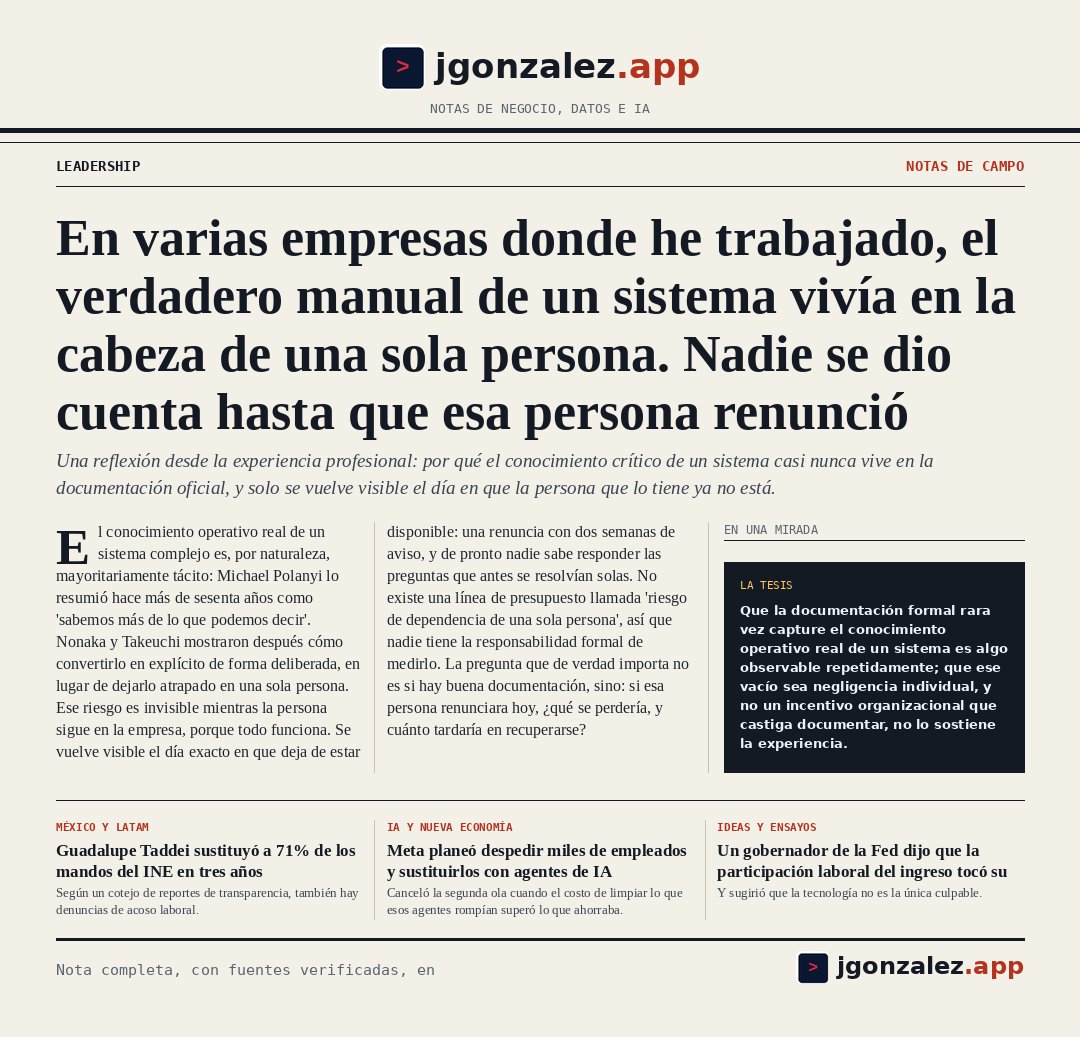 > jgonzalez.app
NOTAS DE NEGOCIO, DATOS E IA
LEADERSHIP
NOTAS DE CAMPO
En varias empresas donde he trabajado, el
verdadero manual de un sistema vivía en la
cabeza de una sola persona. Nadie se dio
cuenta hasta que esa persona renunció
Una reflexión desde la experiencia profesional: por qué el conocimiento crítico de un sistema casi nunca vive en la
documentación oficial, y solo se vuelve visible el día en que la persona que lo tiene ya no está.
El conocimiento operativo real de un
sistema complejo es, por naturaleza,
mayoritariamente tácito: Michael Polanyi lo
resumió hace más de sesenta años como
'sabemos más de lo que podemos decir'.
Nonaka y Takeuchi mostraron después cómo
convertirlo en explícito de forma deliberada, en
lugar de dejarlo atrapado en una sola persona.
Ese riesgo es invisible mientras la persona
sigue en la empresa, porque todo funciona. Se
vuelve visible el día exacto en que deja de estar
disponible: una renuncia con dos semanas de
aviso, y de pronto nadie sabe responder las
preguntas que antes se resolvían solas. No
existe una línea de presupuesto llamada 'riesgo
de dependencia de una sola persona', así que
nadie tiene la responsabilidad formal de
medirlo. La pregunta que de verdad importa no
es si hay buena documentación, sino: si esa
persona renunciara hoy, ¿qué se perdería, y
cuánto tardaría en recuperarse?
EN UNA MIRADA
LA TESIS
Que la documentación formal rara
vez capture el conocimiento
operativo real de un sistema es algo
observable repetidamente; que ese
vacío sea negligencia individual, y
no un incentivo organizacional que
castiga documentar, no lo sostiene
la experiencia.
MÉXICO Y LATAM
Guadalupe Taddei sustituyó a 71% de los
mandos del INE en tres años
Según un cotejo de reportes de transparencia, también hay
denuncias de acoso laboral.
IA Y NUEVA ECONOMÍA
Meta planeó despedir miles de empleados
y sustituirlos con agentes de IA
Canceló la segunda ola cuando el costo de limpiar lo que
esos agentes rompían superó lo que ahorraba.
IDEAS Y ENSAYOS
Un gobernador de la Fed dijo que la
participación laboral del ingreso tocó su
Y sugirió que la tecnología no es la única culpable.
Nota completa, con fuentes verificadas, en
> jgonzalez.app